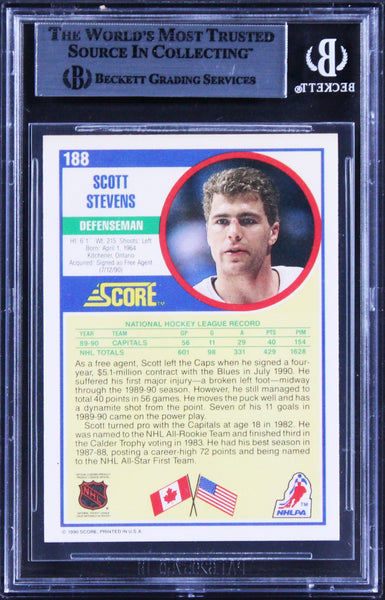 THE WORLD'S MOST TRUSTED
SOURCE IN COLLECTING™
BECKETT GRADING SERVICES
BECKETT
188
SCOTT
STEVENS
DEFENSEMAN
Ht: 6'1" Wt: 215 Shoots: Left
Born: April 1, 1964
Kitchener, Ontario
Acquired: Signed as Free Agent
(7/12/90)
SCORE™
NATIONAL HOCKEY LEAGUE RECORD
YEAR TEAM GP G A PTS PIM
89-90 CAPITALS 56 11 29 40 154
NHL TOTALS 601 98 331 429 1628
As a free agent, Scott left the Caps when he signed a four-
year, $5.1-million contract with the Blues in July 1990. He
suffered his first major injury—a broken left foot—midway
through the 1989-90 season. However, he still managed to
total 40 points in 56 games. He moves the puck well and has
a dynamite shot from the point. Seven of his 11 goals in
1989-90 came on the power play.
Scott turned pro with the Capitals at age 18 in 1982. He
was named to the NHL All-Rookie Team and finished third in
the Calder Trophy voting in 1983. He had his best season in
1987-88, posting a career-high 72 points and being
named to the NHL All-Star First Team.
NHL
NHLPA
™
© 1990 SCORE, PRINTED IN U.S.A.